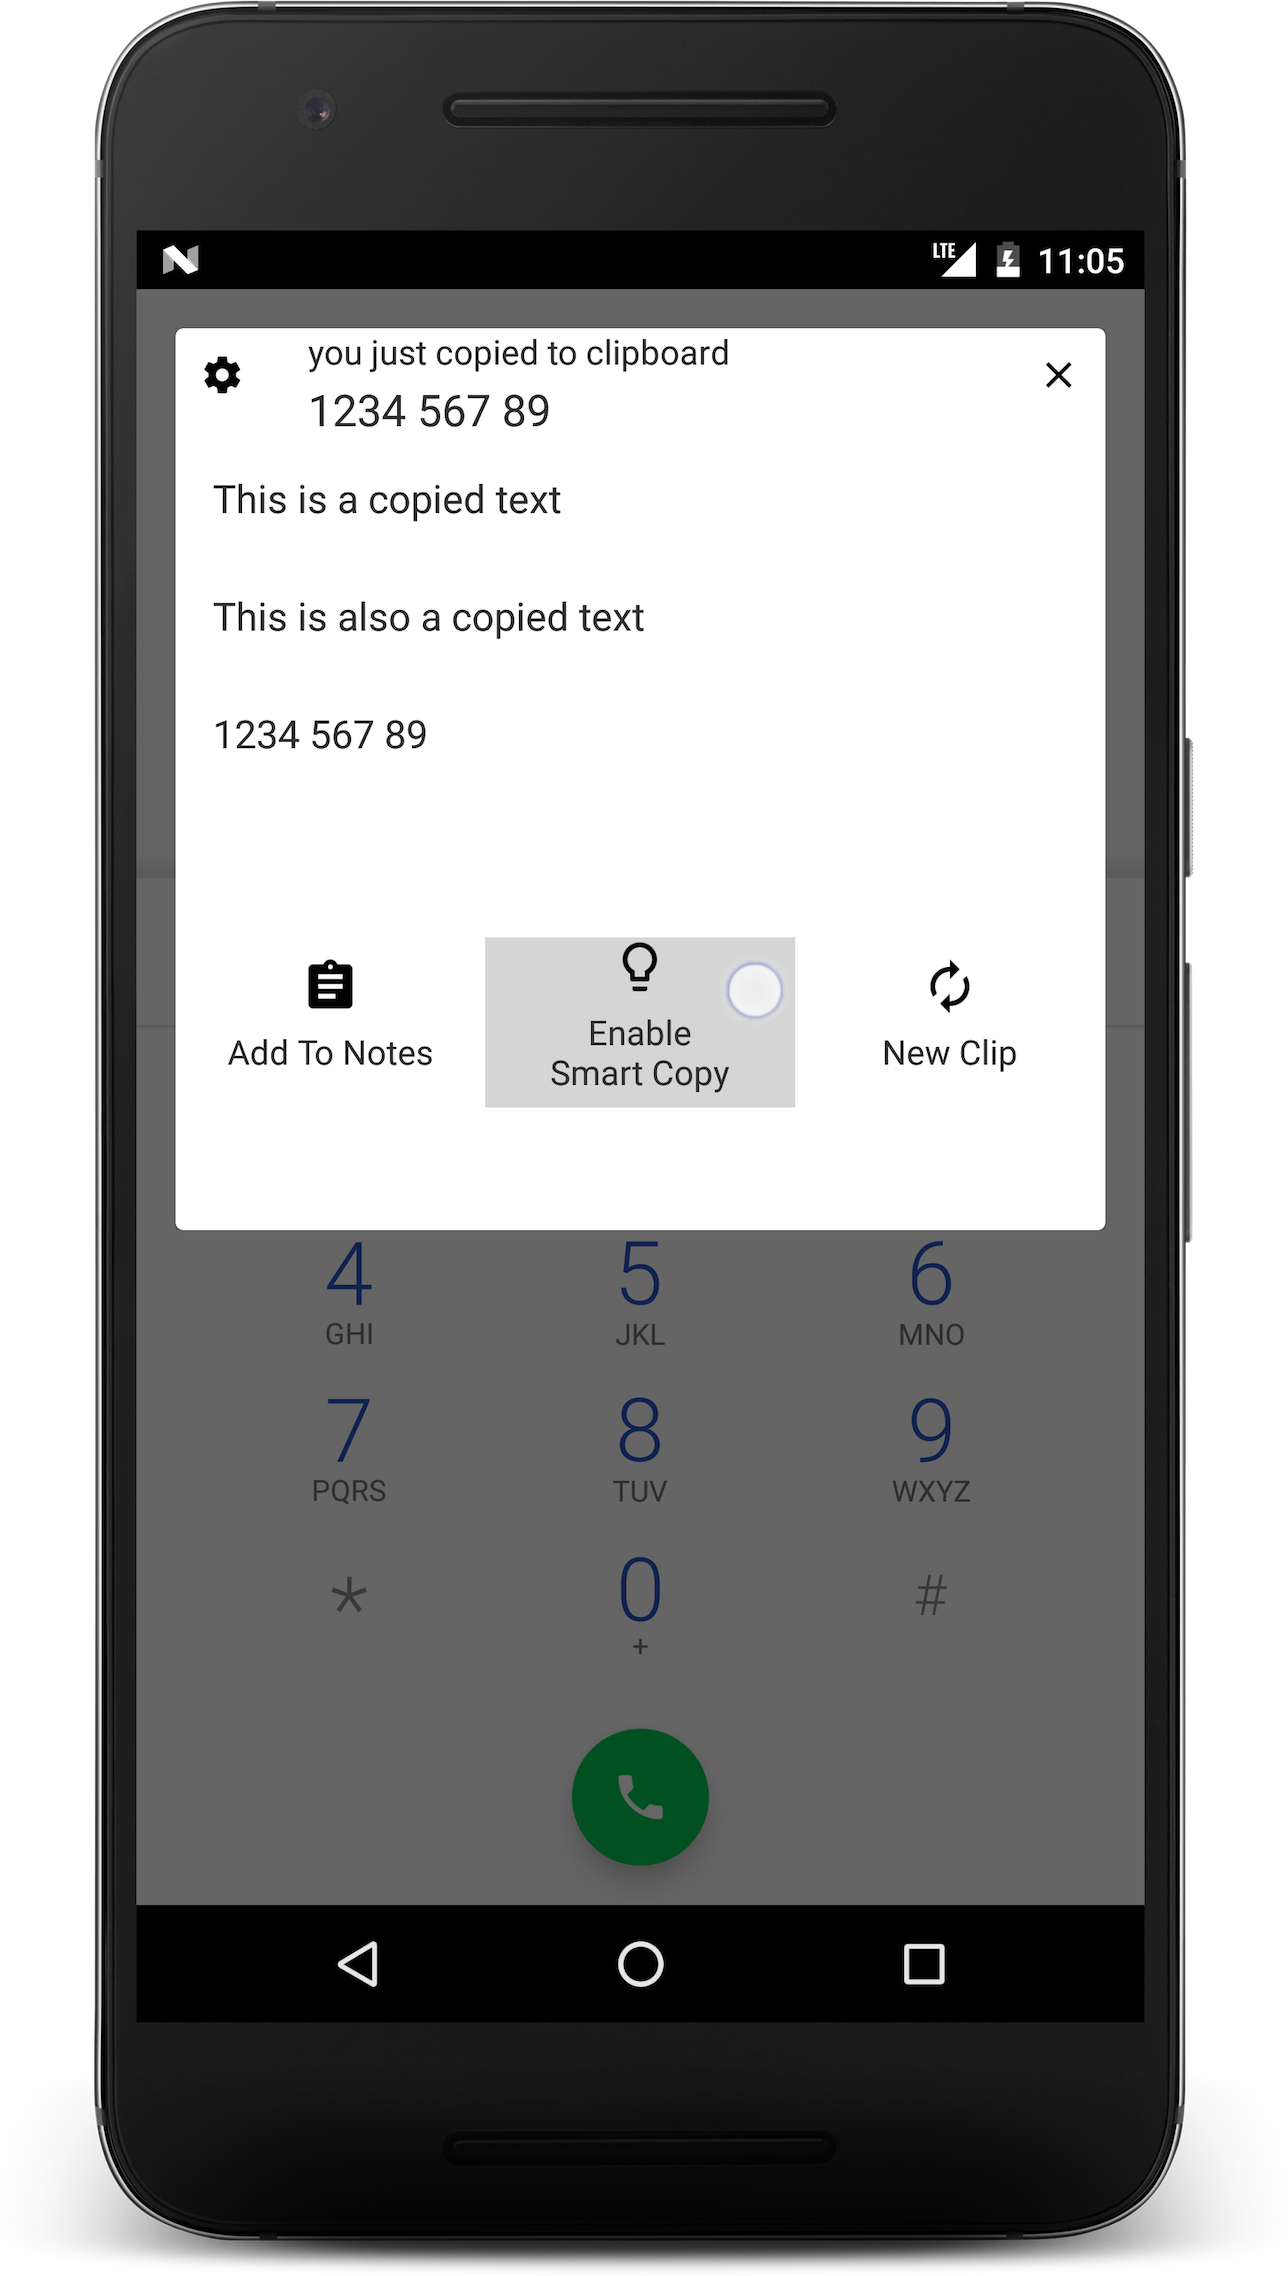 LTE 11:05
you just copied to clipboard
1234 567 89
This is a copied text
This is also a copied text
1234 567 89
Add To Notes
Enable
Smart Copy
New Clip
4 5 6
GHI JKL MNO
7 8 9
PQRS TUV WXYZ
* 0 #
+